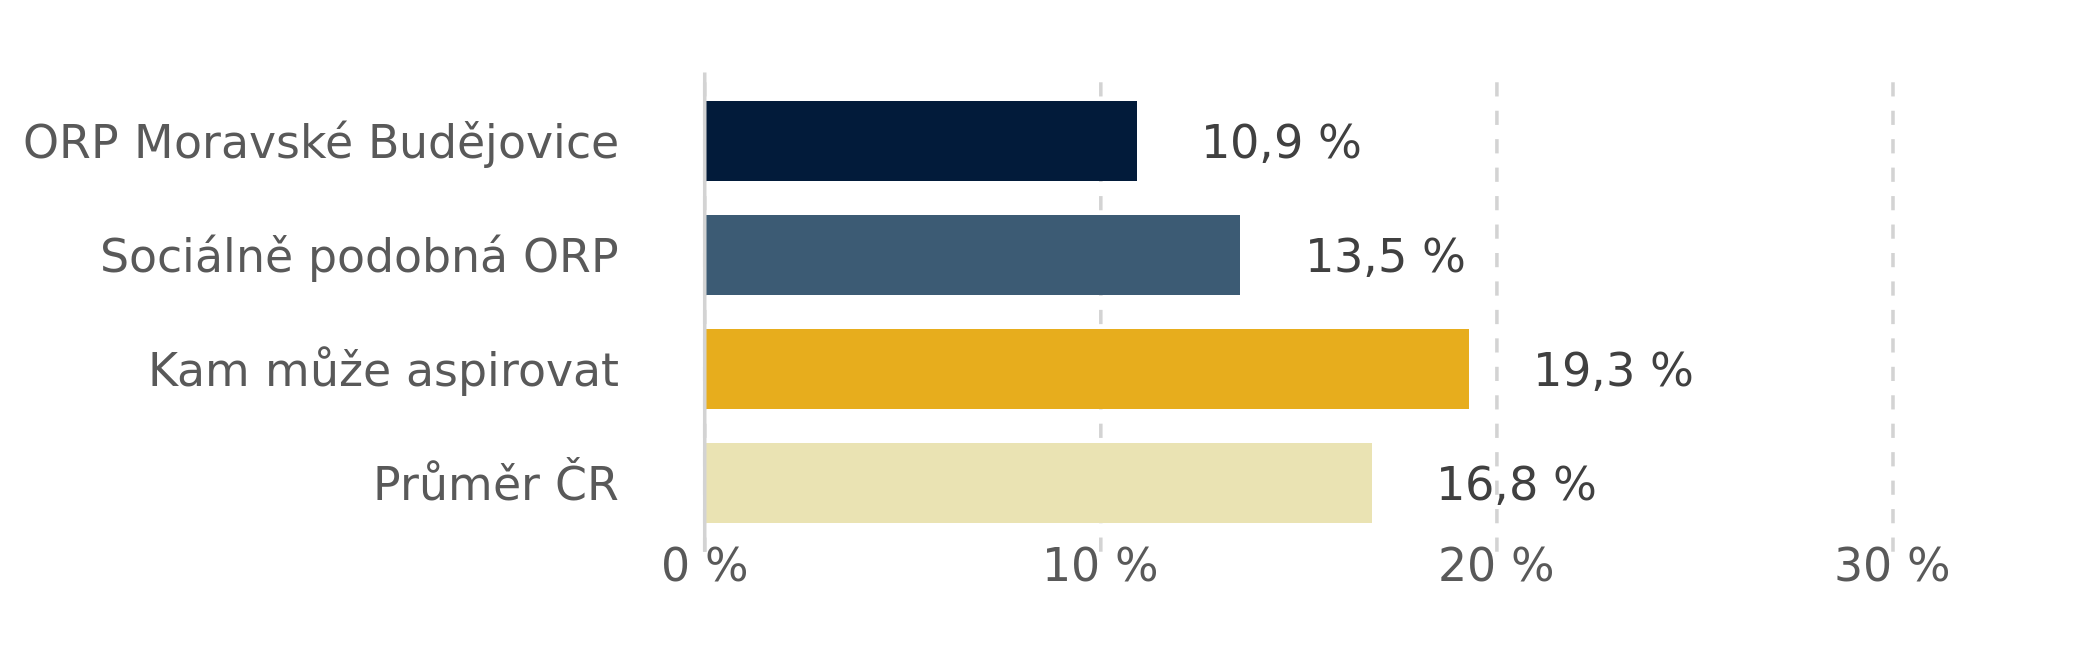 ORP Moravské Budějovice 10,9 %
Sociálně podobná ORP 13,5 %
Kam může aspirovat 19,3 %
Průměr ČR 16,8 %
0 % 10 % 20 % 30 %